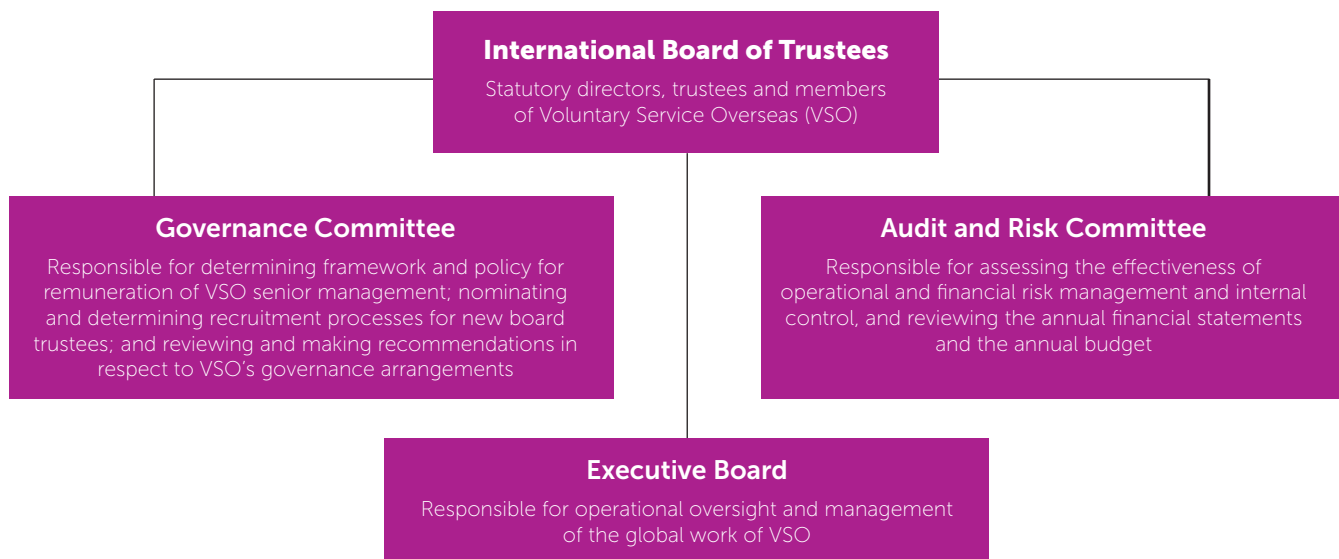 International Board of Trustees
Statutory directors, trustees and members
of Voluntary Service Overseas (VSO)
Governance Committee
Responsible for determining framework and policy for
remuneration of VSO senior management; nominating
and determining recruitment processes for new board
trustees; and reviewing and making recommendations in
respect to VSO’s governance arrangements
Audit and Risk Committee
Responsible for assessing the effectiveness of
operational and financial risk management and internal
control, and reviewing the annual financial statements
and the annual budget
Executive Board
Responsible for operational oversight and management
of the global work of VSO